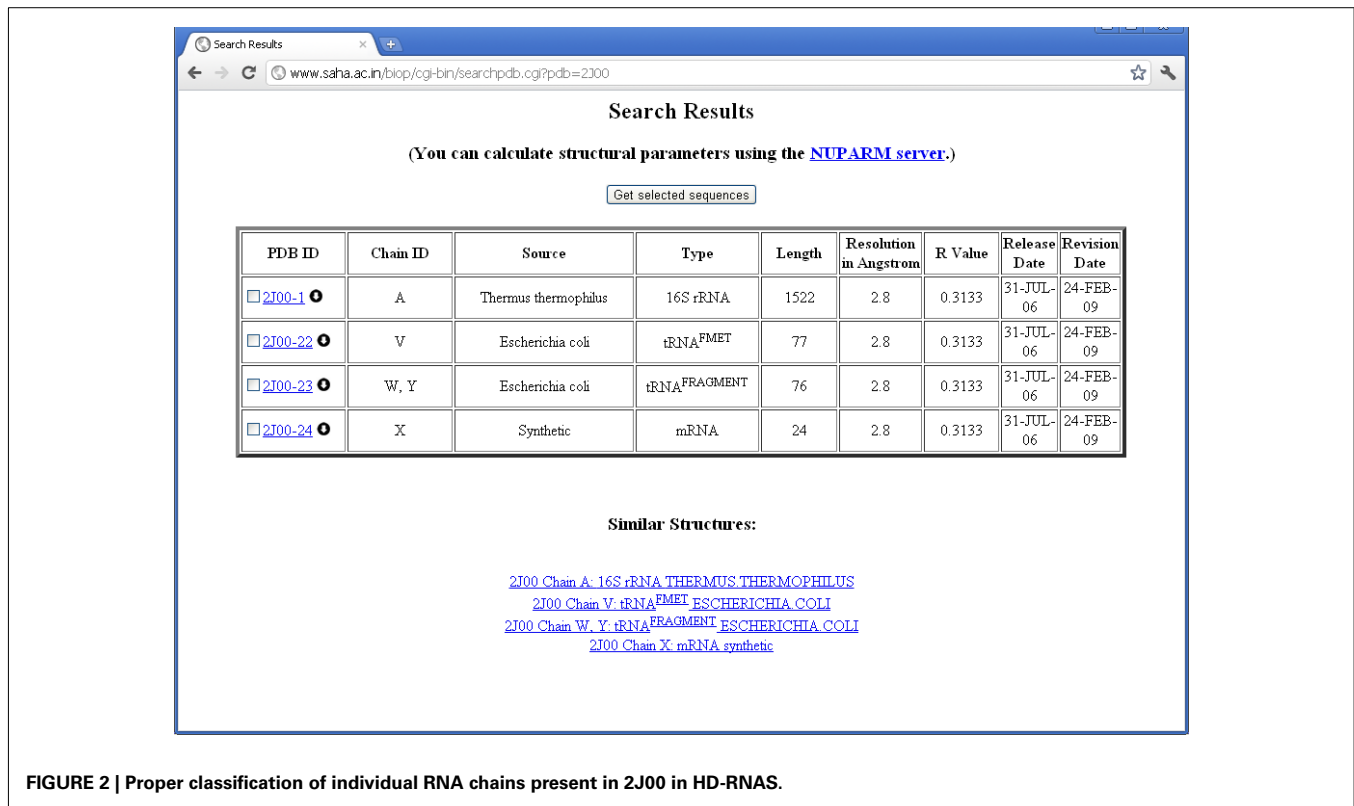 Search Results
www.saha.ac.in/biop/cgi-bin/searchpdb.cgi?pdb=2J00
Search Results
(You can calculate structural parameters using the NUPARM server.)
Get selected sequences
PDB ID Chain ID Source Type Length Resolution in Angstrom R Value Release Date Revision Date
2J00-1 A Thermus thermophilus 16S rRNA 1522 2.8 0.3133 31-JUL-06 24-FEB-09
2J00-22 V Escherichia coli tRNAFMET 77 2.8 0.3133 31-JUL-06 24-FEB-09
2J00-23 W, Y Escherichia coli tRNAFRAGMENT 76 2.8 0.3133 31-JUL-06 24-FEB-09
2J00-24 X Synthetic mRNA 24 2.8 0.3133 31-JUL-06 24-FEB-09
Similar Structures:
2J00 Chain A: 16S rRNA THERMUS.THERMOPHILUS
2J00 Chain V: tRNAFMET ESCHERICHIA.COLI
2J00 Chain W, Y: tRNAFRAGMENT ESCHERICHIA.COLI
2J00 Chain X: mRNA synthetic
FIGURE 2 | Proper classification of individual RNA chains present in 2J00 in HD-RNAS.